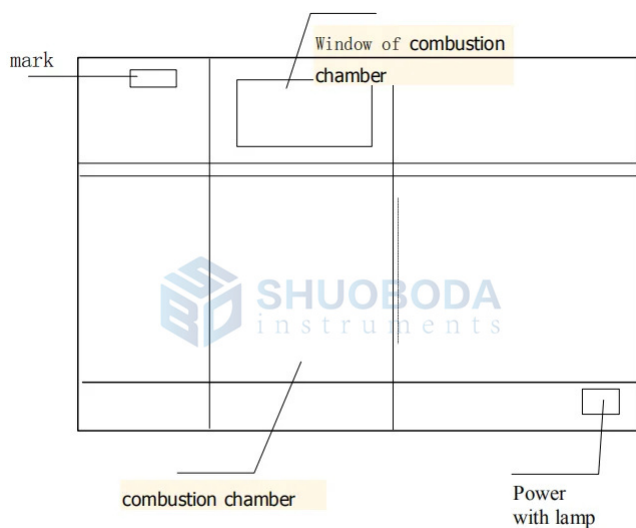 Window of combustion
chamber
mark
SHUOBODA
instruments
combustion chamber
Power
with lamp